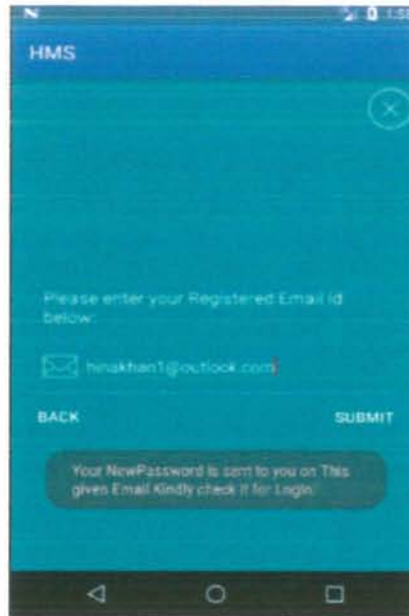 HMS
Please enter your Registered Email id
below:
hinakhan1@outlook.com
BACK
SUBMIT
Your NewPassword is sent to you on This
given Email Kindly check it for Login.